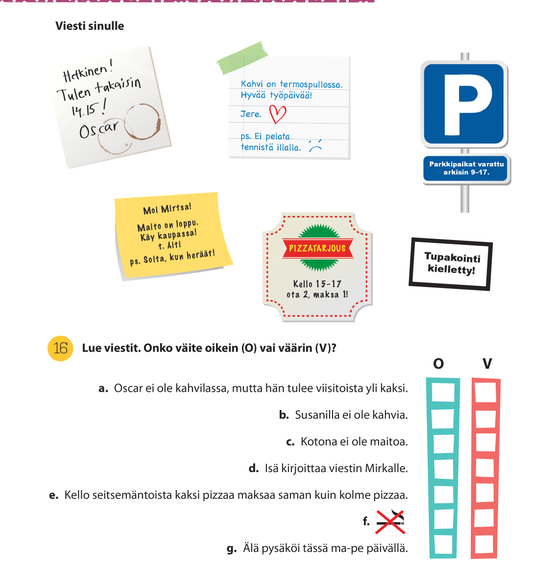 Viesti sinulle
Hetkinen!
Tulen takaisin
14.15!
Oscar
Kahvi on termospullossa.
Hyvää työpäivää!
Jere.
ps. Ei pelata
tennistä illalla.
P
Parkkipaikat varattu
arkisin 9–17.
Moi Mirtsa!
Maito on loppu.
Käy kaupassa!
t. Äiti
ps. Soita, kun heräät!
PIZZATARJOUS
Kello 15–17
ota 2, maksa 1!
Tupakointi
kielletty!
16 Lue viestit. Onko väite oikein (O) vai väärin (V)?
O V
a. Oscar ei ole kahvilassa, mutta hän tulee viisitoista yli kaksi.
b. Susanilla ei ole kahvia.
c. Kotona ei ole maitoa.
d. Isä kirjoittaa viestin Mirkalle.
e. Kello seitsemäntoista kaksi pizzaa maksaa saman kuin kolme pizzaa.
f.
g. Älä pysäköi tässä ma-pe päivällä.